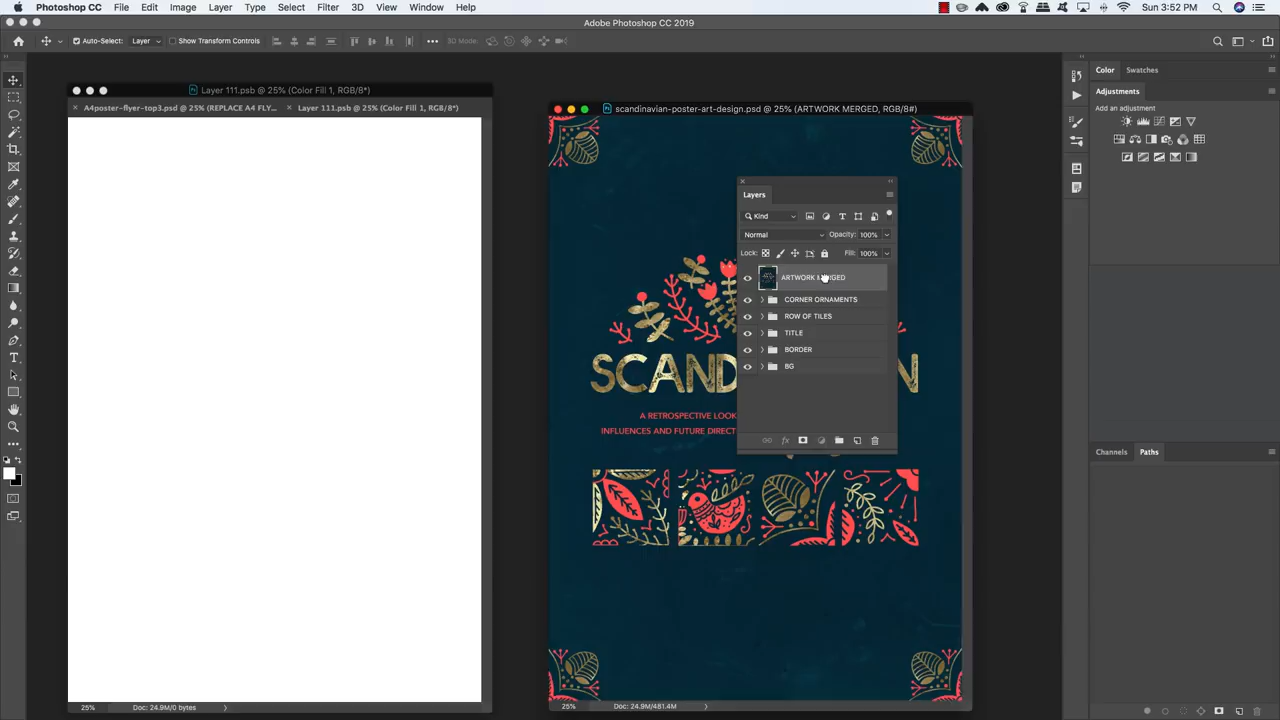 Photoshop CC File Edit Image Layer Type Select Filter 3D View Window Help Sun 3:52 PM
Adobe Photoshop CC 2019
Auto-Select: Layer Show Transform Controls 3D Mode:
Layer 111.psb @ 25% (Color Fill 1, RGB/8*)
A4poster-flyer-top3.psd @ 25% (REPLACE A4 FLY... Layer 111.psb @ 25% (Color Fill 1, RGB/8*)
scandinavian-poster-art-design.psd @ 25% (ARTWORK MERGED, RGB/8#)
Color Swatches
Adjustments
Add an adjustment
Layers
Kind
Normal Opacity: 100%
Lock: Fill: 100%
ARTWORK MERGED
CORNER ORNAMENTS
ROW OF TILES
TITLE
BORDER
BG
SCAND N
A RETROSPECTIVE LOOK
INFLUENCES AND FUTURE DIRECT
Channels Paths
25% Doc: 24.9M/0 bytes
25% Doc: 24.9M/481.4M